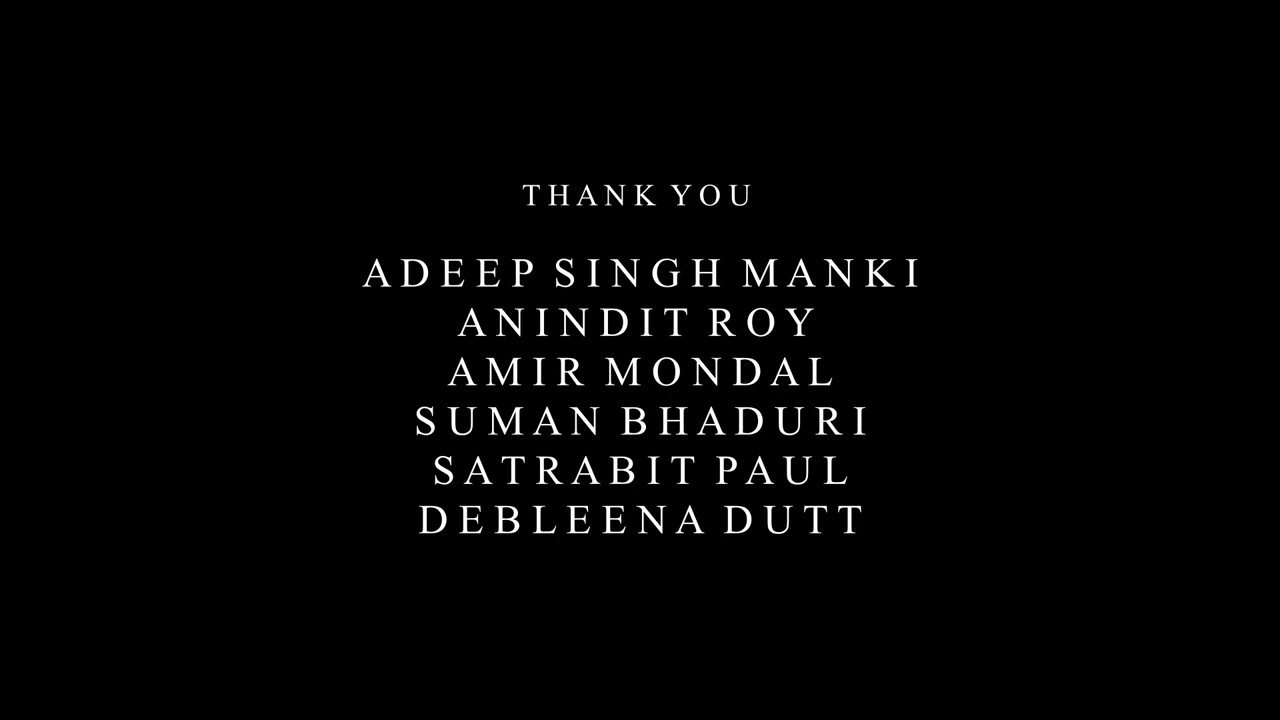 THANK YOU
ADEEP SINGH MANKI
ANINDIT ROY
AMIR MONDAL
SUMAN BHADURI
SATRABIT PAUL
DEBLEENA DUTT